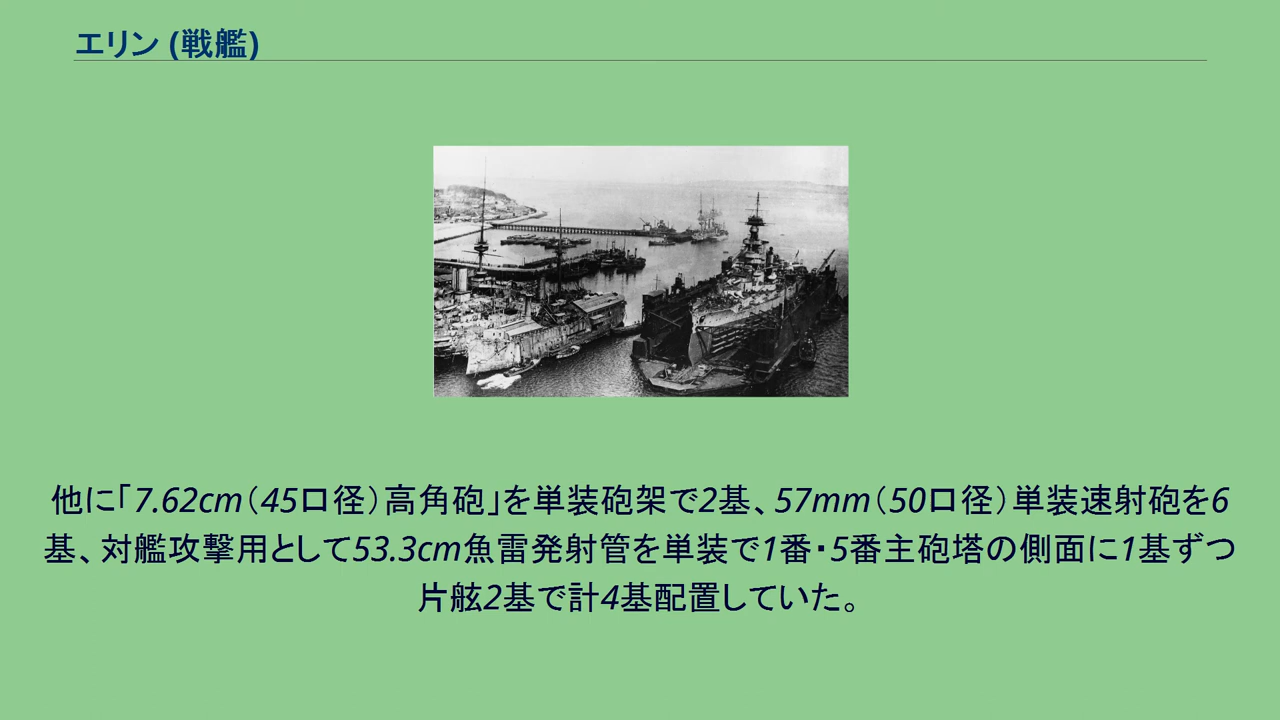 エリン (戦艦)
他に「7.62cm（45口径）高角砲」を単装砲架で2基、57mm（50口径）単装速射砲を6
基、対艦攻撃用として53.3cm魚雷発射管を単装で1番・5番主砲塔の側面に1基ずつ
片舷2基で計4基配置していた。